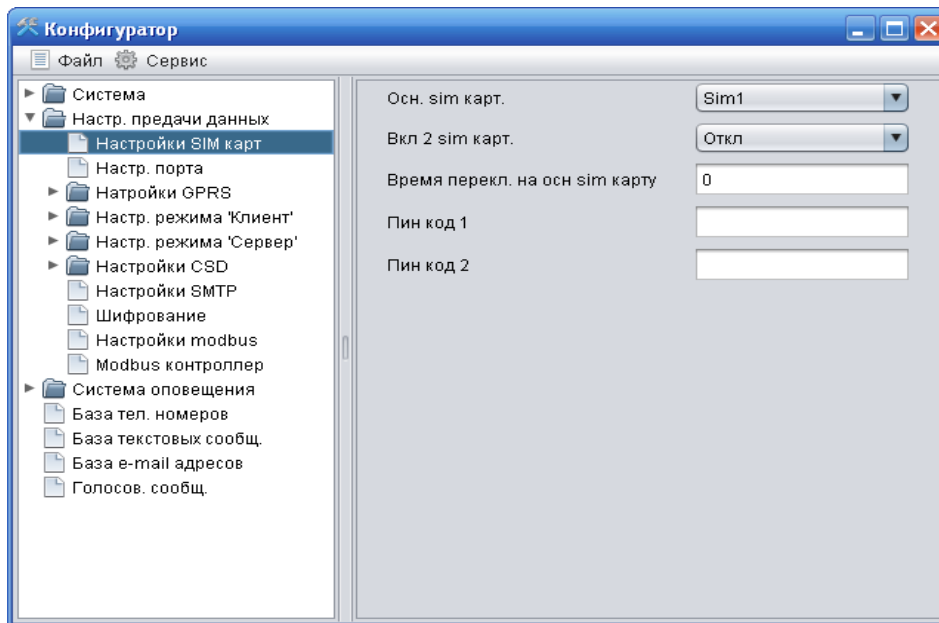 Конфигуратор
Файл Сервис
Система
Настр. предачи данных
Настройки SIM карт
Настр. порта
Натройки GPRS
Настр. режима 'Клиент'
Настр. режима 'Сервер'
Настройки CSD
Настройки SMTP
Шифрование
Настройки modbus
Modbus контроллер
Система оповещения
База тел. номеров
База текстовых сообщ.
База e-mail адресов
Голосов. сообщ.
Осн. sim карт. Sim1
Вкл 2 sim карт. Откл
Время перекл. на осн sim карту 0
Пин код 1
Пин код 2